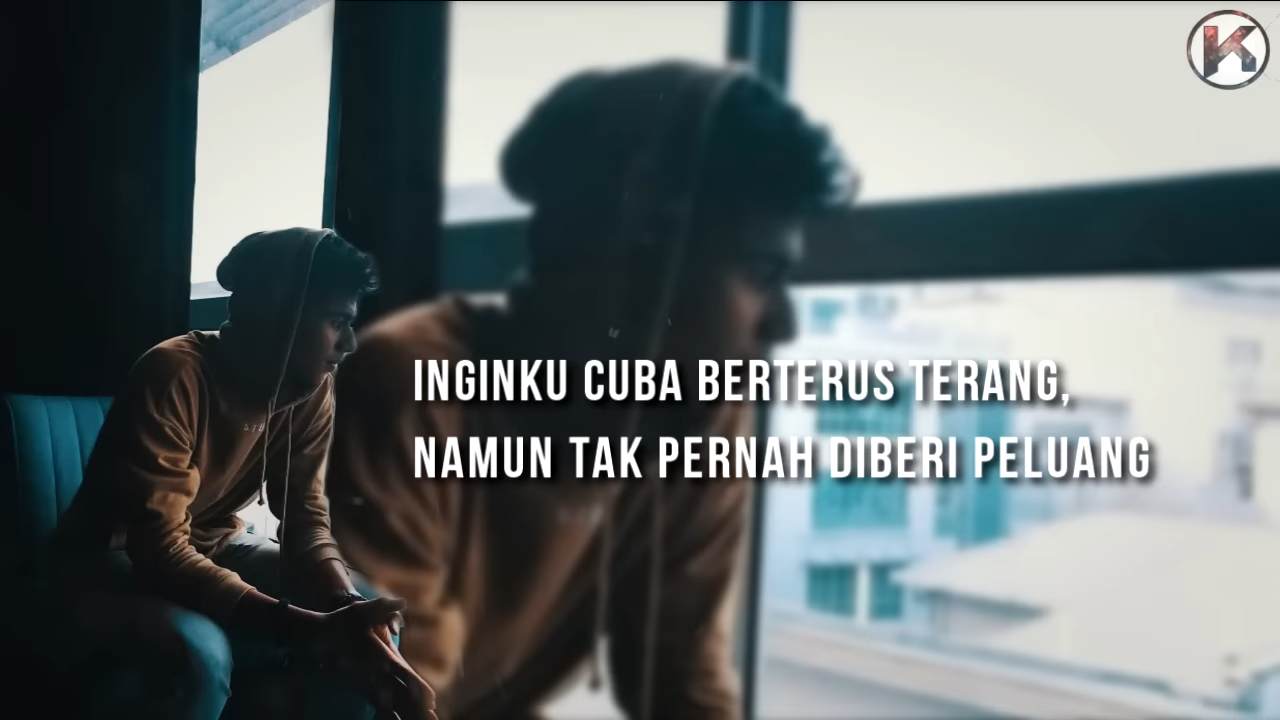 INGINKU CUBA BERTERUS TERANG,
NAMUN TAK PERNAH DIBERI PELUANG
K